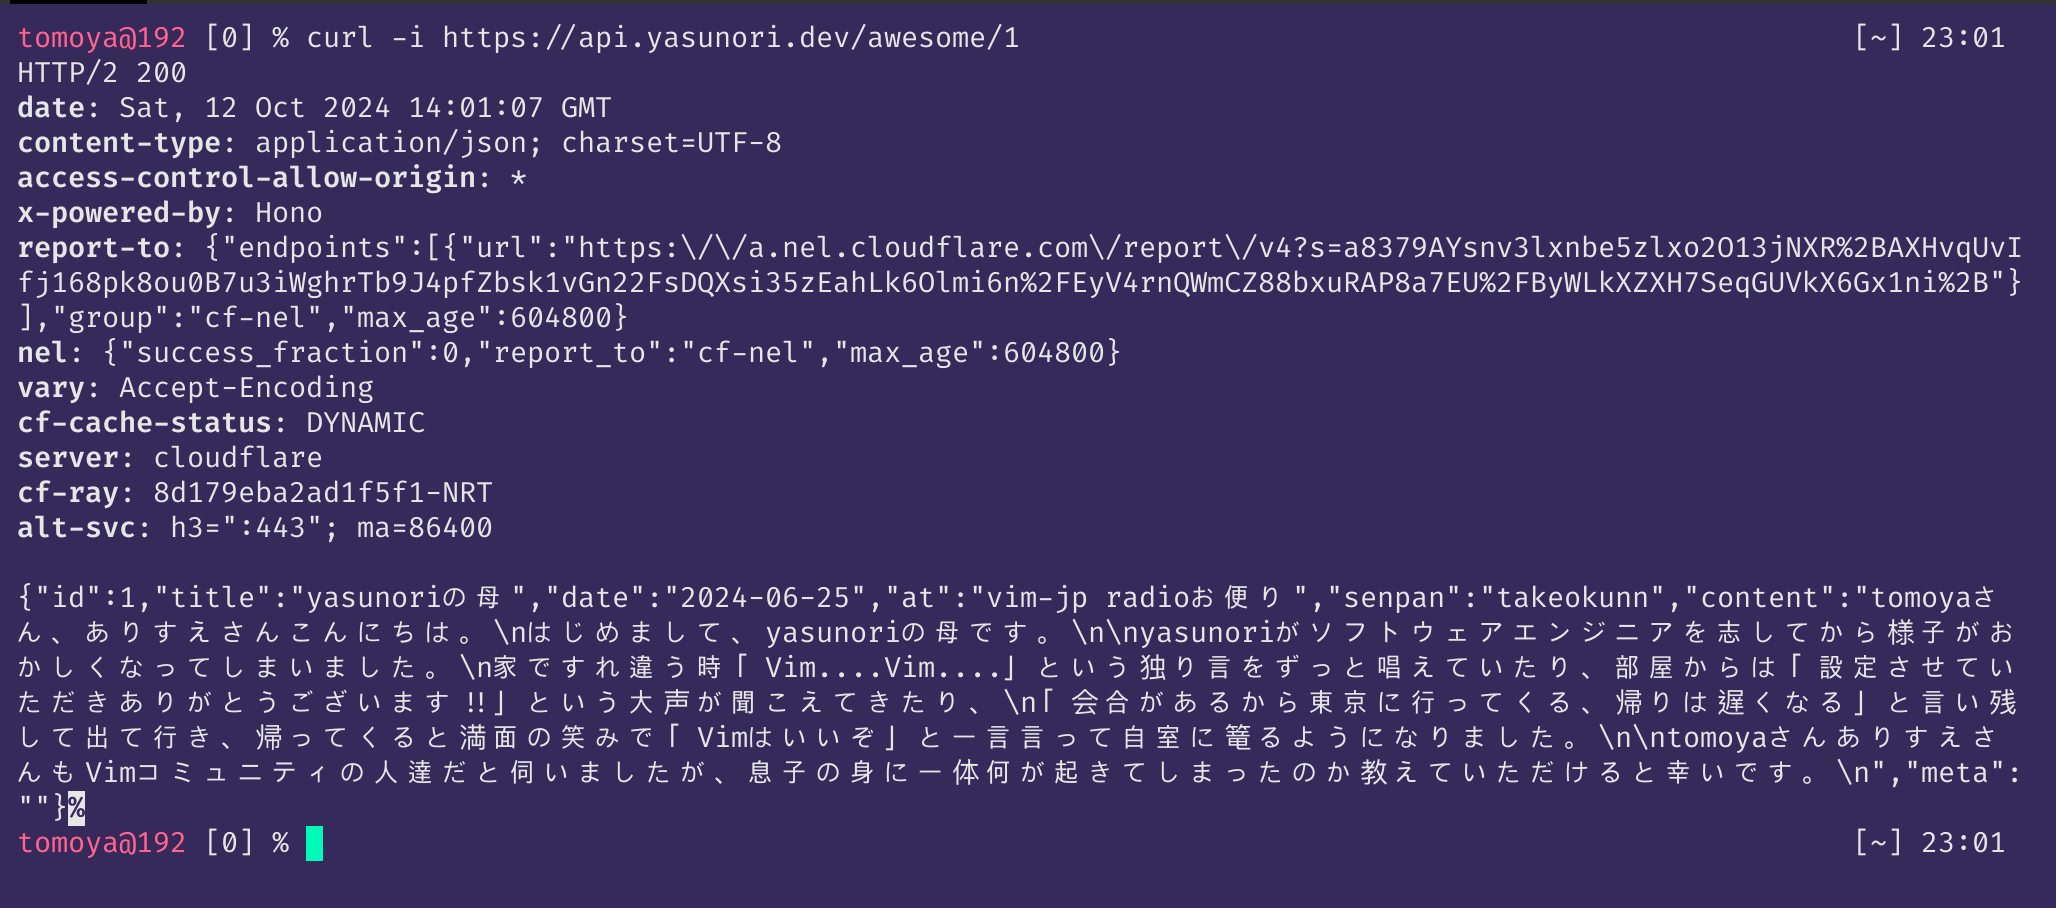 tomoya@192 [0] % curl -i https://api.yasunori.dev/awesome/1 [~] 23:01
HTTP/2 200
date: Sat, 12 Oct 2024 14:01:07 GMT
content-type: application/json; charset=UTF-8
access-control-allow-origin: *
x-powered-by: Hono
report-to: {"endpoints":[{"url":"https:\/\/a.nel.cloudflare.com\/report\/v4?s=a8379AYsnv3lxnbe5zlxo2O13jNXR%2BAXHvqUvI
fj168pk8ou0B7u3iWghrTb9J4pfZbsk1vGn22FsDQXsi35zEahLk6Olmi6n%2FEyV4rnQWmCZ88bxuRAP8a7EU%2FByWLkXZXH7SeqGUVkX6Gx1ni%2B"}
],"group":"cf-nel","max_age":604800}
nel: {"success_fraction":0,"report_to":"cf-nel","max_age":604800}
vary: Accept-Encoding
cf-cache-status: DYNAMIC
server: cloudflare
cf-ray: 8d179eba2ad1f5f1-NRT
alt-svc: h3=":443"; ma=86400
{"id":1,"title":"yasunoriの母","date":"2024-06-25","at":"vim-jp radioお便り","senpan":"takeokunn","content":"tomoyaさ
ん、ありすえさんこんにちは。\nはじめまして、yasunoriの母です。\n\nyasunoriがソフトウェアエンジニアを志してから様子がお
かしくなってしまいました。\n家ですれ違う時「Vim....Vim....」という独り言をずっと唱えていたり、部屋からは「設定させてい
ただきありがとうございます!!」という大声が聞こえてきたり、\n「会合があるから東京に行ってくる、帰りは遅くなる」と言い残
して出て行き、帰ってくると満面の笑みで「Vimはいいぞ」と一言言って自室に篭るようになりました。\n\ntomoyaさんありすえさ
んもVimコミュニティの人達だと伺いましたが、息子の身に一体何が起きてしまったのか教えていただけると幸いです。\n","meta":
""}%
tomoya@192 [0] % [~] 23:01